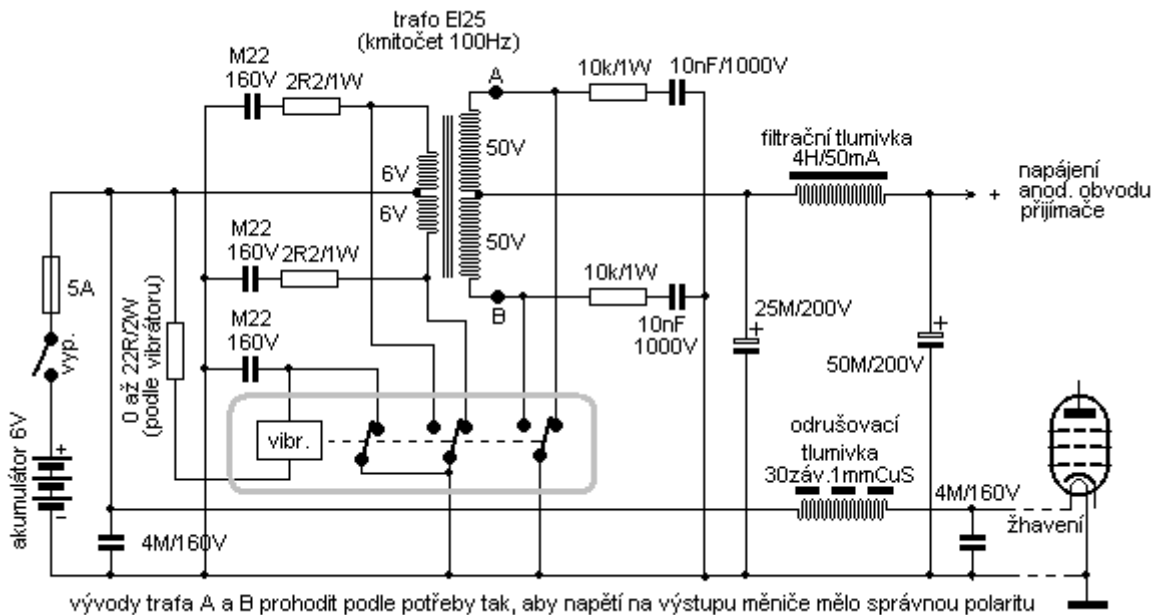 trafo EI25
(kmitočet 100Hz)
M22
160V
2R2/1W
A
10k/1W
10nF/1000V
6V
6V
50V
50V
filtrační tlumivka
4H/50mA
+
napájení
anod. obvodu
přijímače
M22
160V
2R2/1W
5A
vyp.
0 až 22R/2W
(podle vibrátoru)
M22
160V
B
10k/1W
10nF
1000V
25M/200V
+
50M/200V
+
vibr.
akumulátor 6V
+
-
odrušovací
tlumivka
30záv.1mmCuS
4M/160V
4M/160V
žhavení
vývody trafa A a B prohodit podle potřeby tak, aby napětí na výstupu měniče mělo správnou polaritu